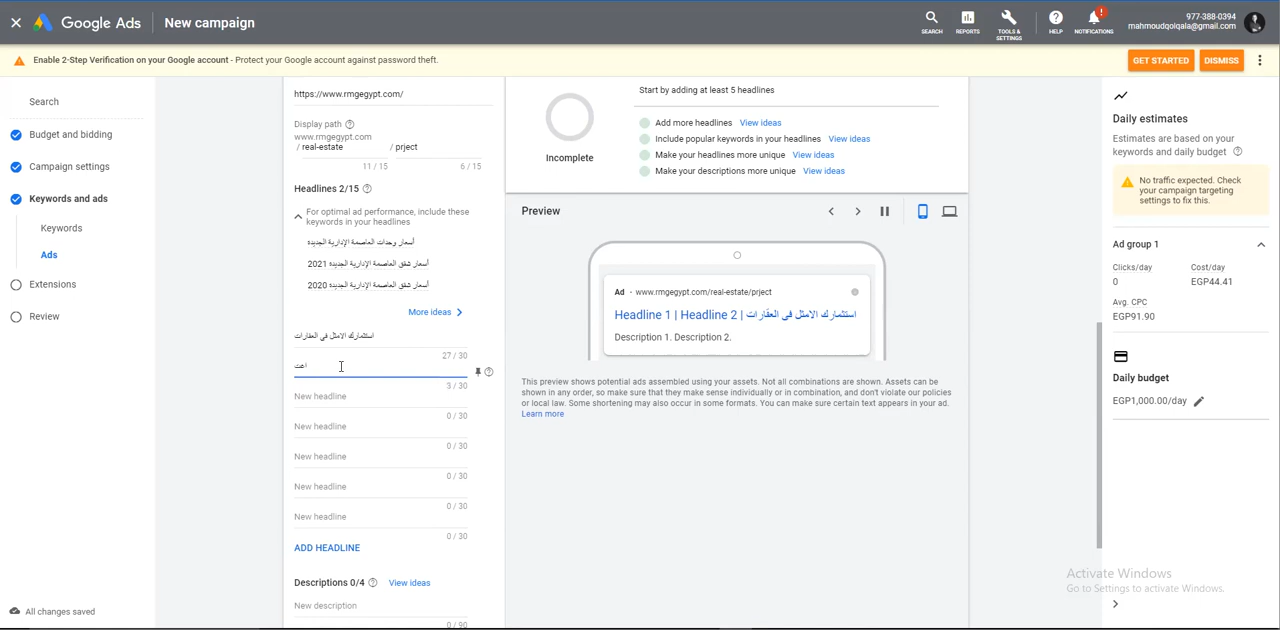 Google Ads
New campaign
SEARCH
REPORTS
TOOLS &
SETTINGS
HELP
NOTIFICATIONS
977-388-0394
mahmoudqoiqala@gmail.com
Enable 2-Step Verification on your Google account - Protect your Google account against password theft.
GET STARTED
DISMISS
Search
Budget and bidding
Campaign settings
Keywords and ads
Keywords
Ads
Extensions
Review
All changes saved
https://www.rmgegypt.com/
Display path
www.rmgegypt.com
/ real-estate
/ prject
11 / 15
6 / 15
Headlines 2/15
For optimal ad performance, include these
keywords in your headlines
أسعار وحدات العاصمة الإدارية الجديده
أسعار شقق العاصمة الإدارية الجديده 2021
أسعار شقق العاصمة الإدارية الجديده 2020
More ideas
استثمارك الامثل في العقارات
27 / 30
اعت
3 / 30
New headline
0 / 30
New headline
0 / 30
New headline
0 / 30
New headline
0 / 30
New headline
0 / 30
ADD HEADLINE
Descriptions 0/4
View ideas
New description
0 / 90
Incomplete
Start by adding at least 5 headlines
Add more headlines View ideas
Include popular keywords in your headlines View ideas
Make your headlines more unique View ideas
Make your descriptions more unique View ideas
Preview
Ad · www.rmgegypt.com/real-estate/prject
Headline 1 | Headline 2 | استثمارك الامثل في العقارات
Description 1. Description 2.
This preview shows potential ads assembled using your assets. Not all combinations are shown. Assets can be
shown in any order, so make sure that they make sense individually or in combination, and don't violate our policies
or local law. Some shortening may also occur in some formats. You can make sure certain text appears in your ad.
Learn more
Daily estimates
Estimates are based on your
keywords and daily budget
No traffic expected. Check
your campaign targeting
settings to fix this.
Ad group 1
Clicks/day
0
Cost/day
EGP44.41
Avg. CPC
EGP91.90
Daily budget
EGP1,000.00/day
Activate Windows
Go to Settings to activate Windows.